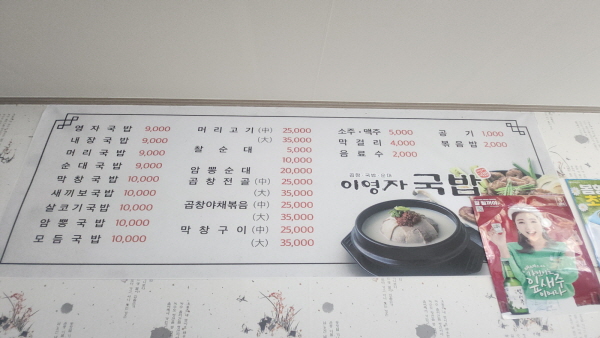 영자국밥 9,000
내장국밥 9,000
머리국밥 9,000
순대국밥 9,000
막창국밥 10,000
새끼보국밥 10,000
살코기국밥 10,000
암뽕국밥 10,000
모듬국밥 10,000
머리고기 (中) 25,000
(大) 35,000
찰순대 5,000
10,000
암뽕순대 20,000
곱창전골 (中) 25,000
(大) 35,000
곱창야채볶음 (中) 25,000
(大) 35,000
막창구이 (中) 25,000
(大) 35,000
소주·맥주 5,000
막걸리 4,000
음료수 2,000
공기 1,000
볶음밥 2,000
곱창 국밥 순대
이영자 국밥
잎새주